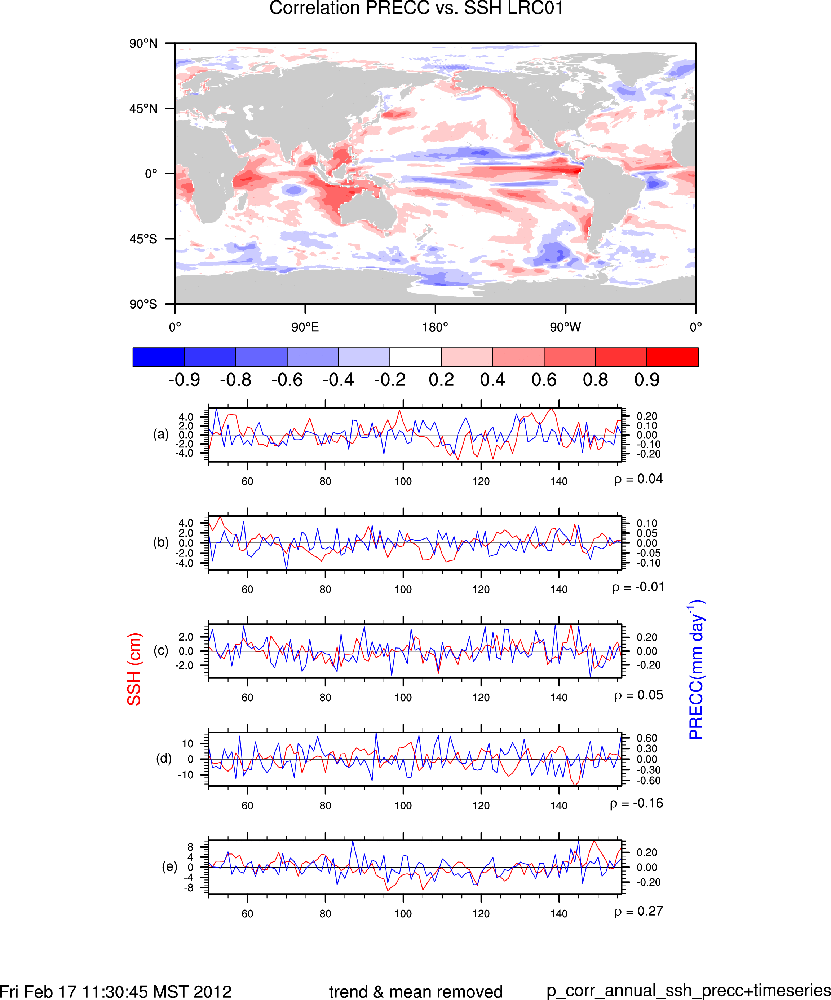 Correlation PRECC vs. SSH LRC01
90°N
45°N
0°
45°S
90°S
0° 90°E 180° 90°W 0°
-0.9 -0.8 -0.6 -0.4 -0.2 0.2 0.4 0.6 0.8 0.9
(a)
4.0
2.0
0.0
-2.0
-4.0
0.20
0.10
0.00
-0.10
-0.20
60 80 100 120 140
ρ = 0.04
(b)
4.0
2.0
0.0
-2.0
-4.0
0.10
0.05
0.00
-0.05
-0.10
60 80 100 120 140
ρ = -0.01
SSH (cm)
PRECC(mm day-1)
(c)
2.0
0.0
-2.0
0.20
0.00
-0.20
60 80 100 120 140
ρ = 0.05
(d)
10
0
-10
0.60
0.30
0.00
-0.30
-0.60
60 80 100 120 140
ρ = -0.16
(e)
8
4
0
-4
-8
0.20
0.00
-0.20
60 80 100 120 140
ρ = 0.27
Fri Feb 17 11:30:45 MST 2012 trend & mean removed p_corr_annual_ssh_precc+timeseries